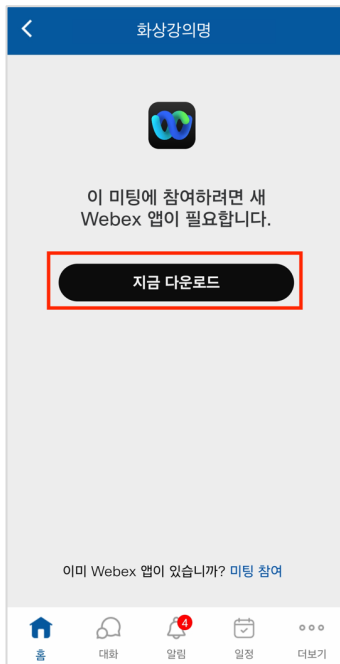 화상강의명
이 미팅에 참여하려면 새
Webex 앱이 필요합니다.
지금 다운로드
이미 Webex 앱이 있습니까? 미팅 참여
4
홈 대화 알림 일정 더보기